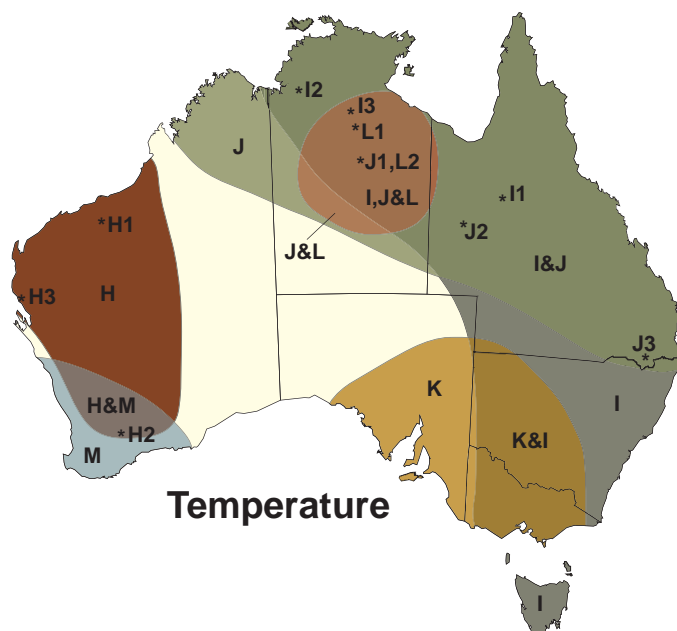 *I2
*I3
*L1
J
*J1,L2
I,J&L
*I1
*H1
*J2
J&L
I&J
*H3
H
J3
*
K
I
H&M
*H2
K&I
M
Temperature
I